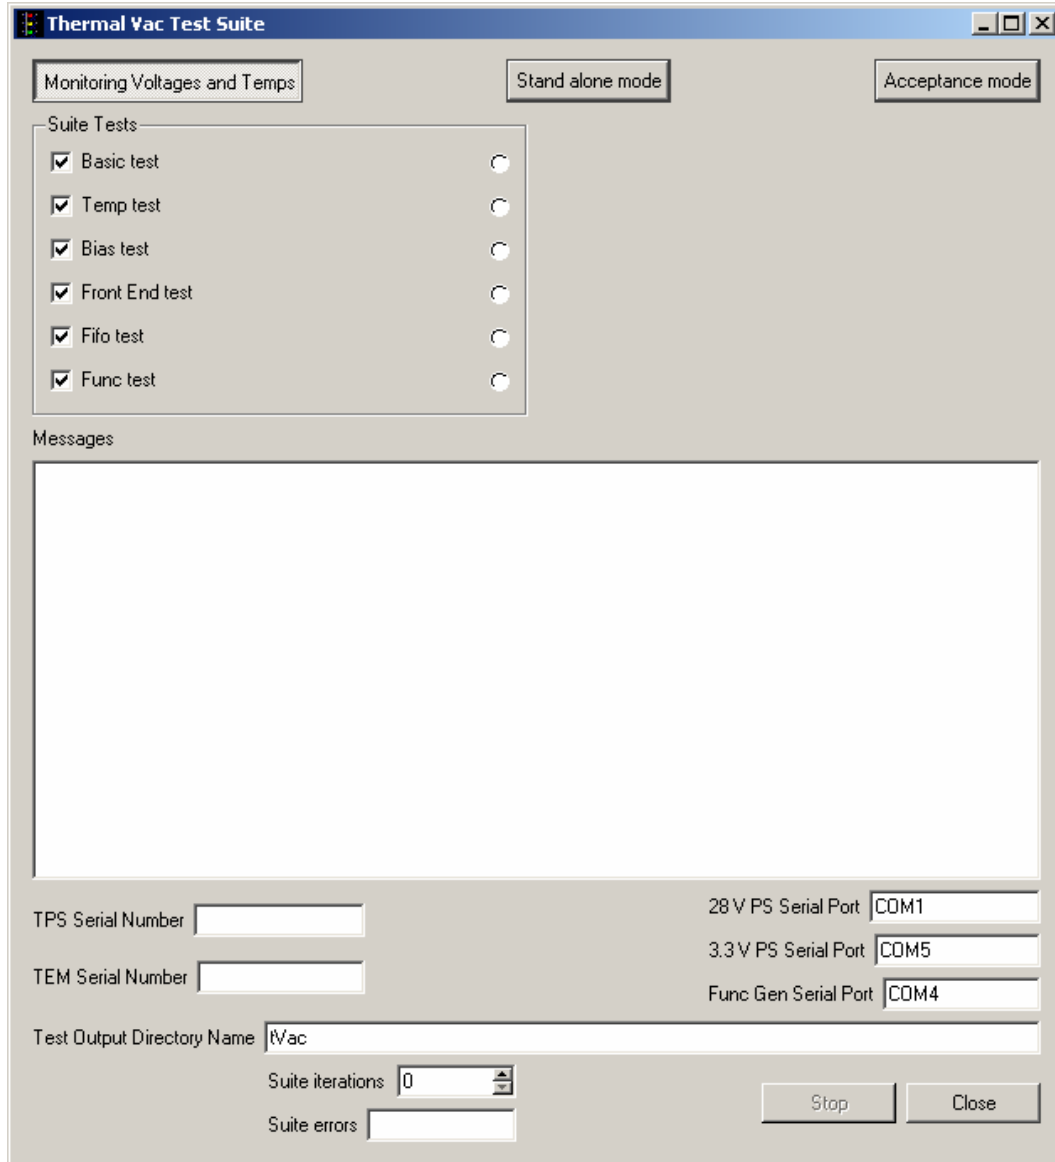 Thermal Vac Test Suite
Monitoring Voltages and Temps
Stand alone mode
Acceptance mode
Suite Tests
Basic test
Temp test
Bias test
Front End test
Fifo test
Func test
Messages
TPS Serial Number
28 V PS Serial Port COM1
3.3 V PS Serial Port COM5
TEM Serial Number
Func Gen Serial Port COM4
Test Output Directory Name tVac
Suite iterations 0
Suite errors
Stop
Close